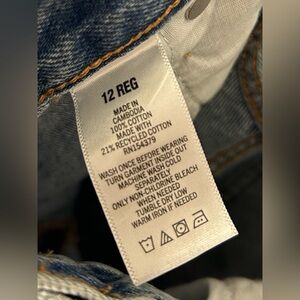 12 REG
MADE IN
CAMBODIA
100% COTTON
MADE WITH
21% RECYCLED COTTON
RN154379
WASH ONCE BEFORE WEARING
TURN GARMENT INSIDE OUT
MACHINE WASH COLD
SEPARATELY
ONLY NON-CHLORINE BLEACH
WHEN NEEDED
TUMBLE DRY LOW
WARM IRON IF NEEDED